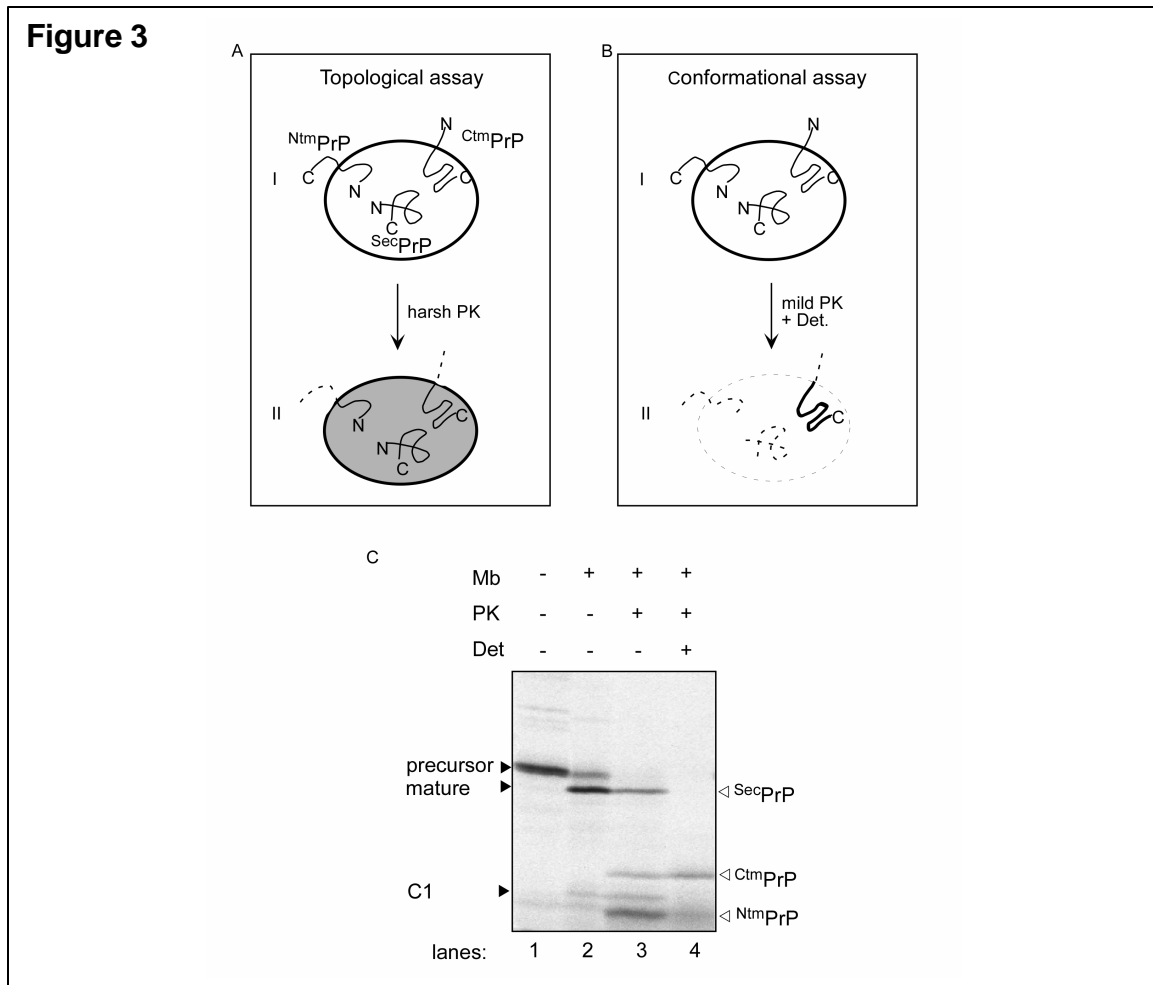 Figure 3
A
Topological assay
NtmPrP
N
CtmPrP
I
C
N
C
N
C
SecPrP
harsh PK
II
N
C
N
C
B
Conformational assay
N
I
C
N
C
N
C
mild PK
+ Det.
II
C
C
Mb - + + +
PK - - + +
Det - - - +
precursor
mature
C1
SecPrP
CtmPrP
NtmPrP
lanes: 1 2 3 4